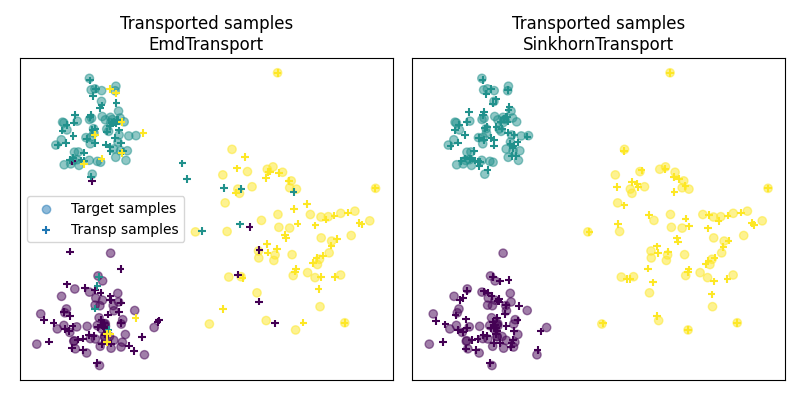 Transported samples
EmdTransport
Target samples
Transp samples
Transported samples
SinkhornTransport